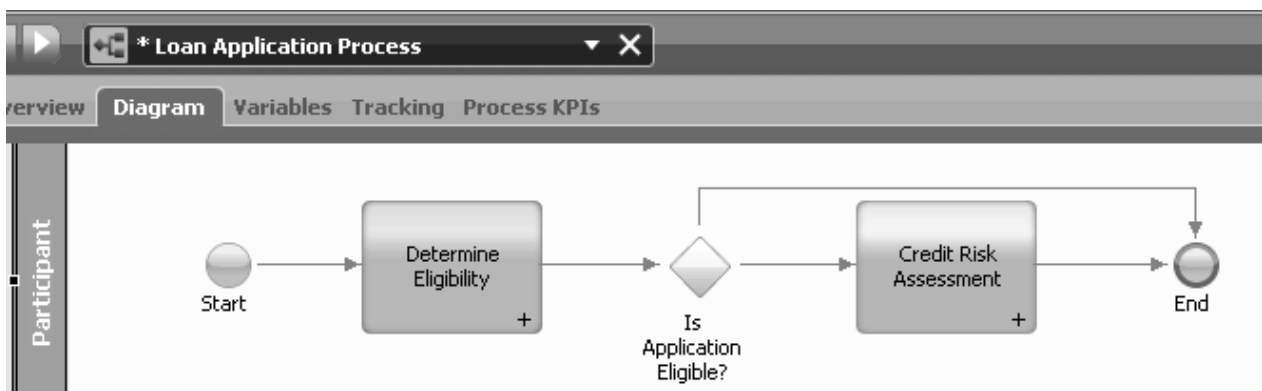 * Loan Application Process
verview Diagram Variables Tracking Process KPIs
Participant
Start
Determine
Eligibility
+
Is
Application
Eligible?
Credit Risk
Assessment
+
End